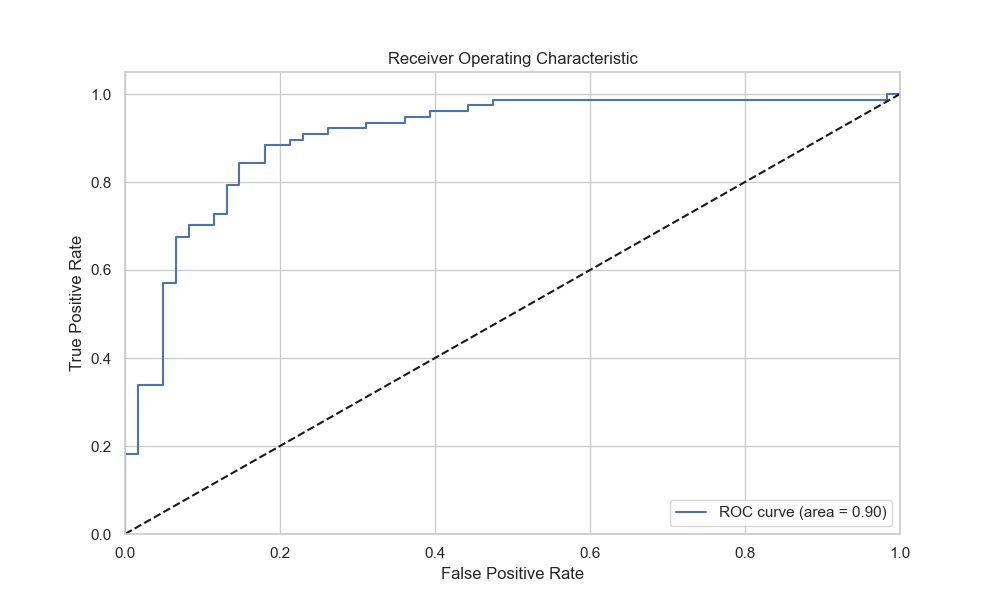 Receiver Operating Characteristic
True Positive Rate
1.0
0.8
0.6
0.4
0.2
0.0
ROC curve (area = 0.90)
0.0 0.2 0.4 0.6 0.8 1.0
False Positive Rate